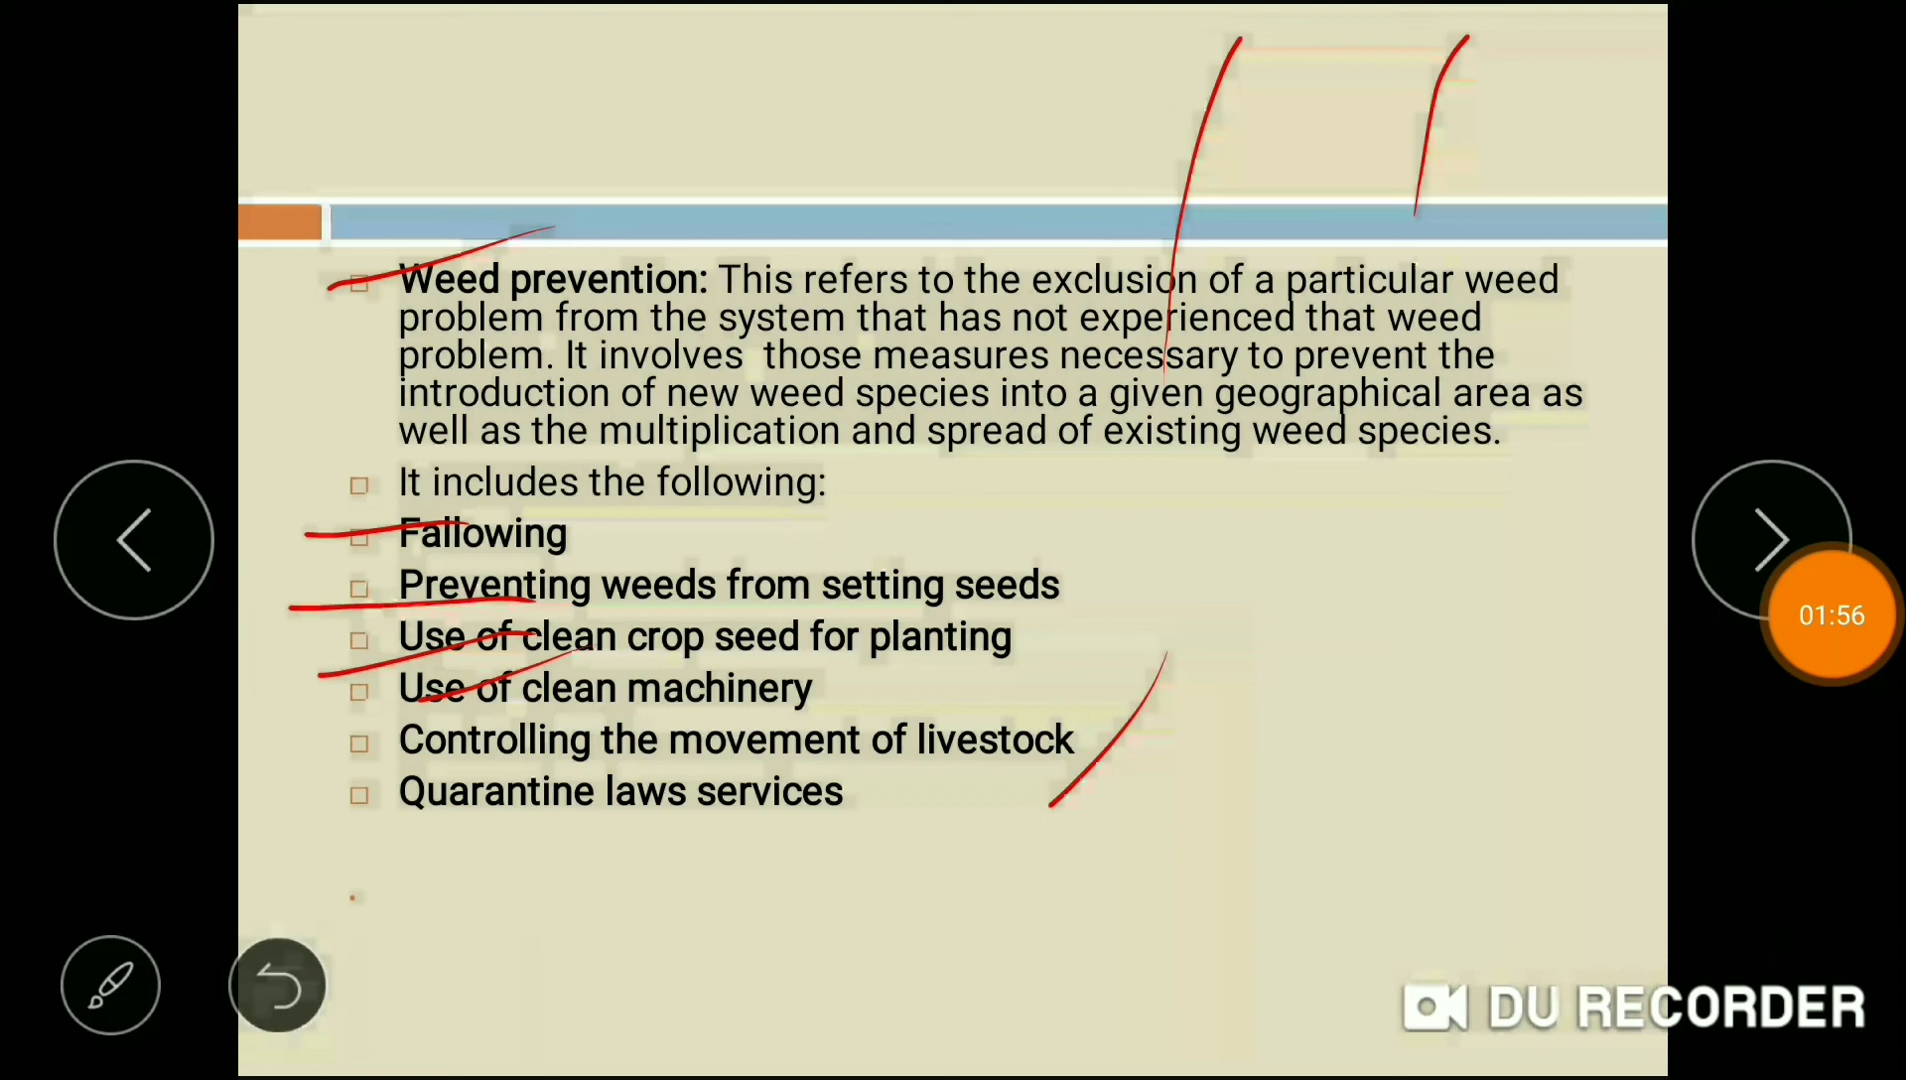 Weed prevention: This refers to the exclusion of a particular weed
problem from the system that has not experienced that weed
problem. It involves those measures necessary to prevent the
introduction of new weed species into a given geographical area as
well as the multiplication and spread of existing weed species.
It includes the following:
Fallowing
Preventing weeds from setting seeds
Use of clean crop seed for planting
Use of clean machinery
Controlling the movement of livestock
Quarantine laws services
01:56
DU RECORDER